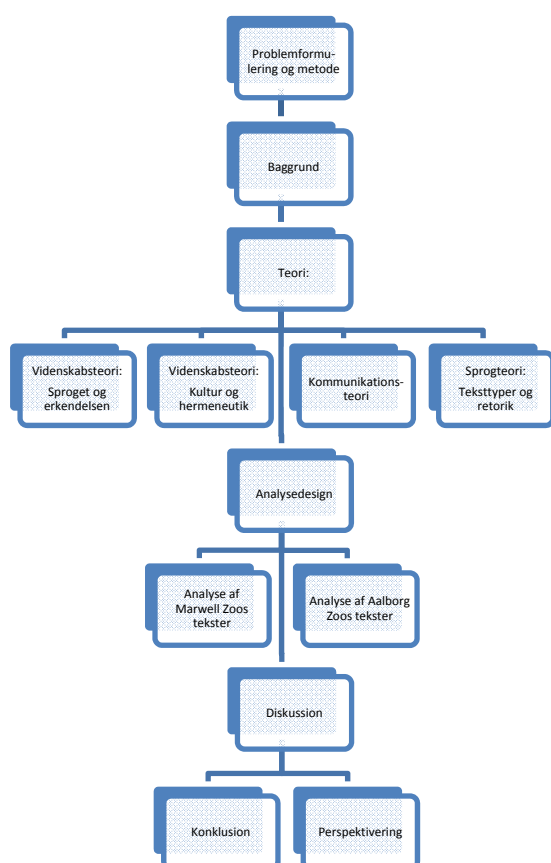 Problemformu-
lering og metode
Baggrund
Teori:
Videnskabsteori:
Sproget og
erkendelsen
Videnskabsteori:
Kultur og
hermeneutik
Kommunikations-
teori
Sprogteori:
Teksttyper og
retorik
Analysedesign
Analyse af
Marwell Zoos
tekster
Analyse af Aalborg
Zoos tekster
Diskussion
Konklusion
Perspektivering